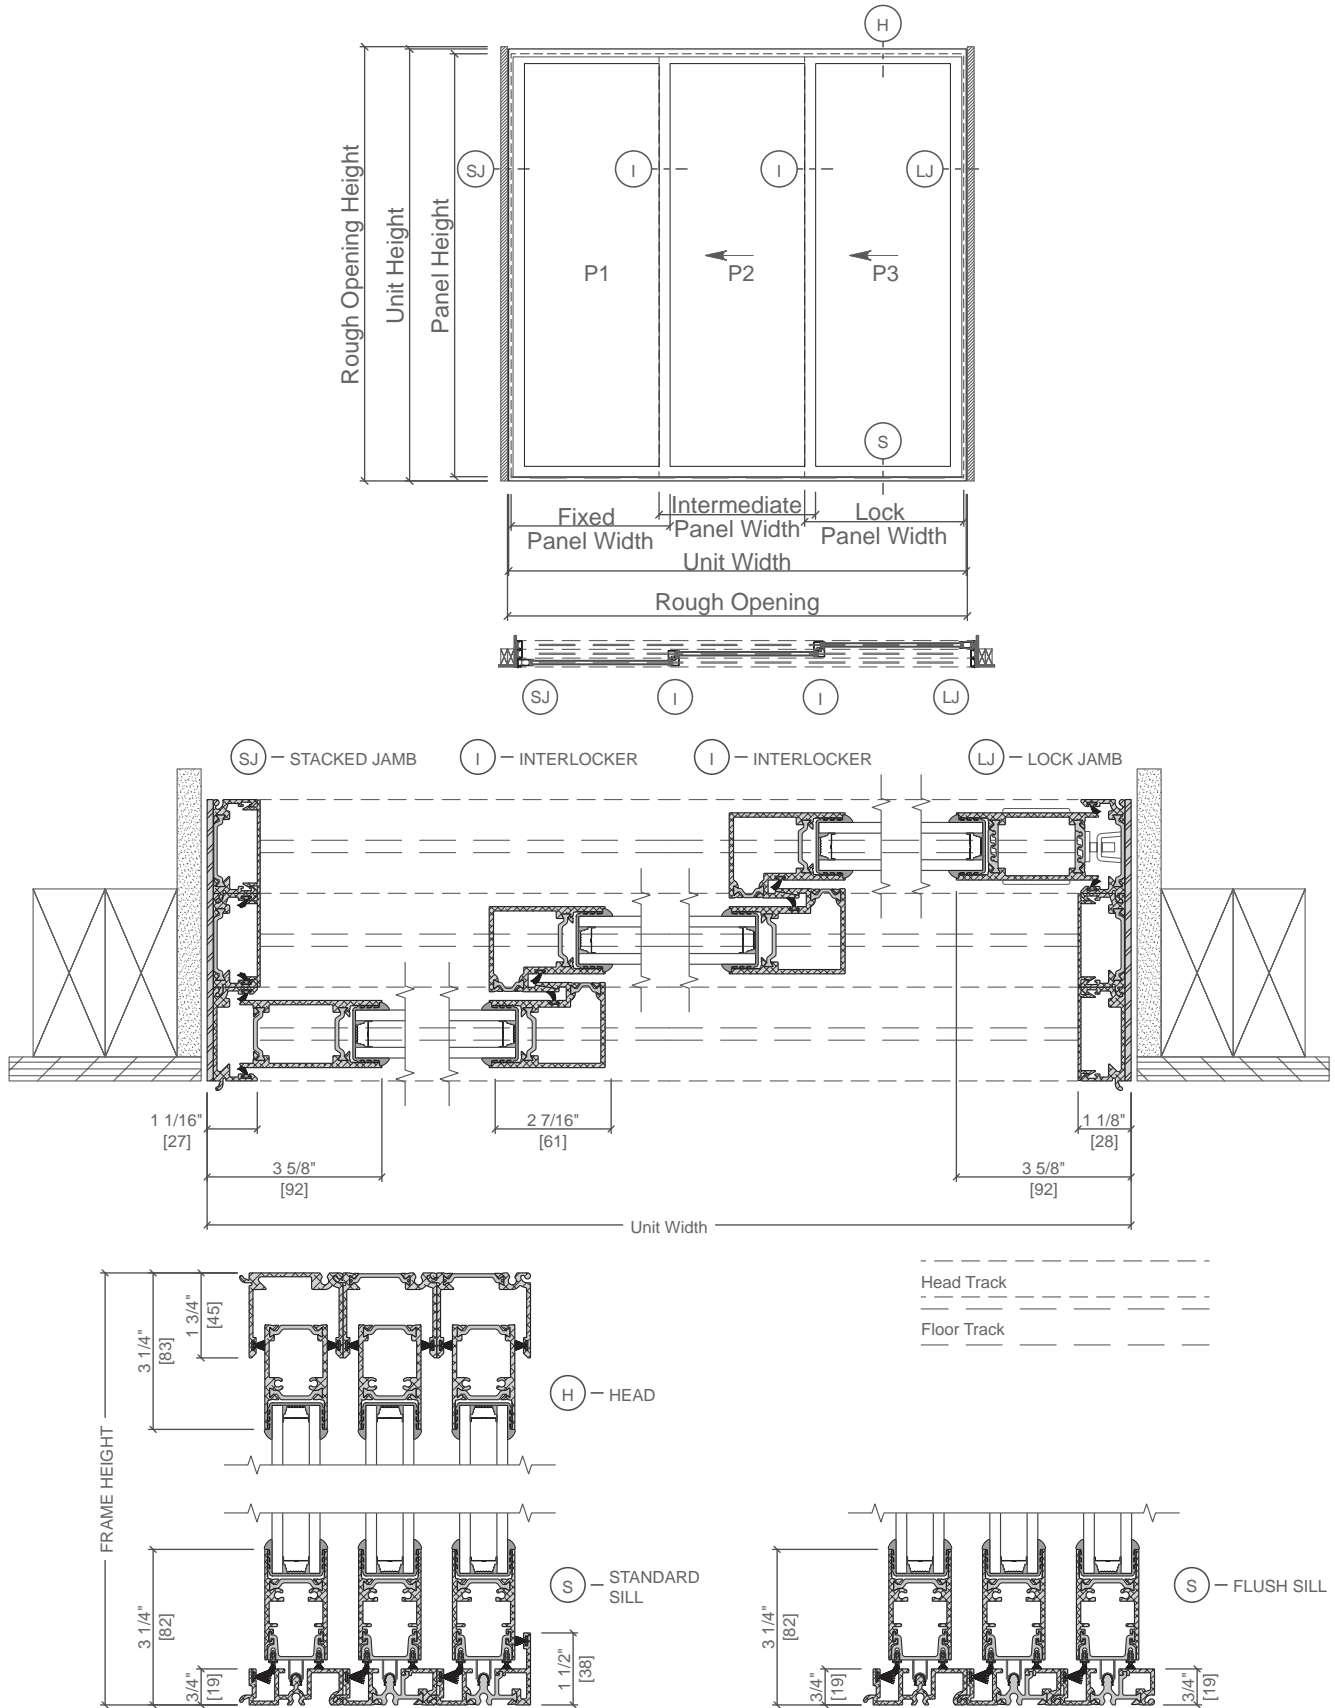 H
Rough Opening Height
Unit Height
Panel Height
SJ
I
I
LJ
P1
P2
P3
S
Fixed
Panel Width
Intermediate
Panel Width
Lock
Panel Width
Unit Width
Rough Opening
SJ
I
I
LJ
SJ – STACKED JAMB
I – INTERLOCKER
I – INTERLOCKER
LJ – LOCK JAMB
1 1/16"
[27]
2 7/16"
[61]
1 1/8"
[28]
3 5/8"
[92]
3 5/8"
[92]
Unit Width
Head Track
Floor Track
FRAME HEIGHT
3 1/4"
[83]
1 3/4"
[45]
H – HEAD
3 1/4"
[82]
3/4"
[19]
1 1/2"
[38]
S – STANDARD
SILL
3 1/4"
[82]
3/4"
[19]
3/4"
[19]
S – FLUSH SILL